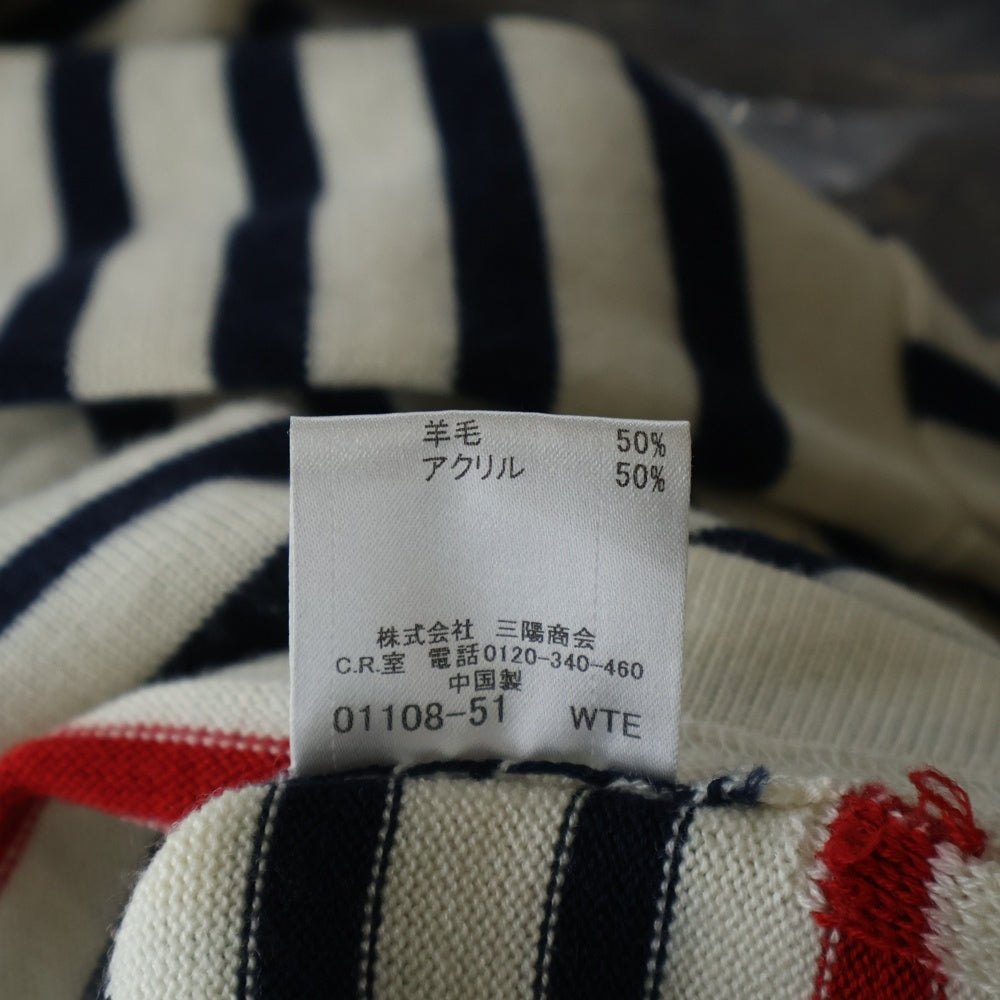 羊毛 50%
アクリル 50%
株式会社 三陽商会
C.R.室 電話0120-340-460
中国製
01108-51 WTE